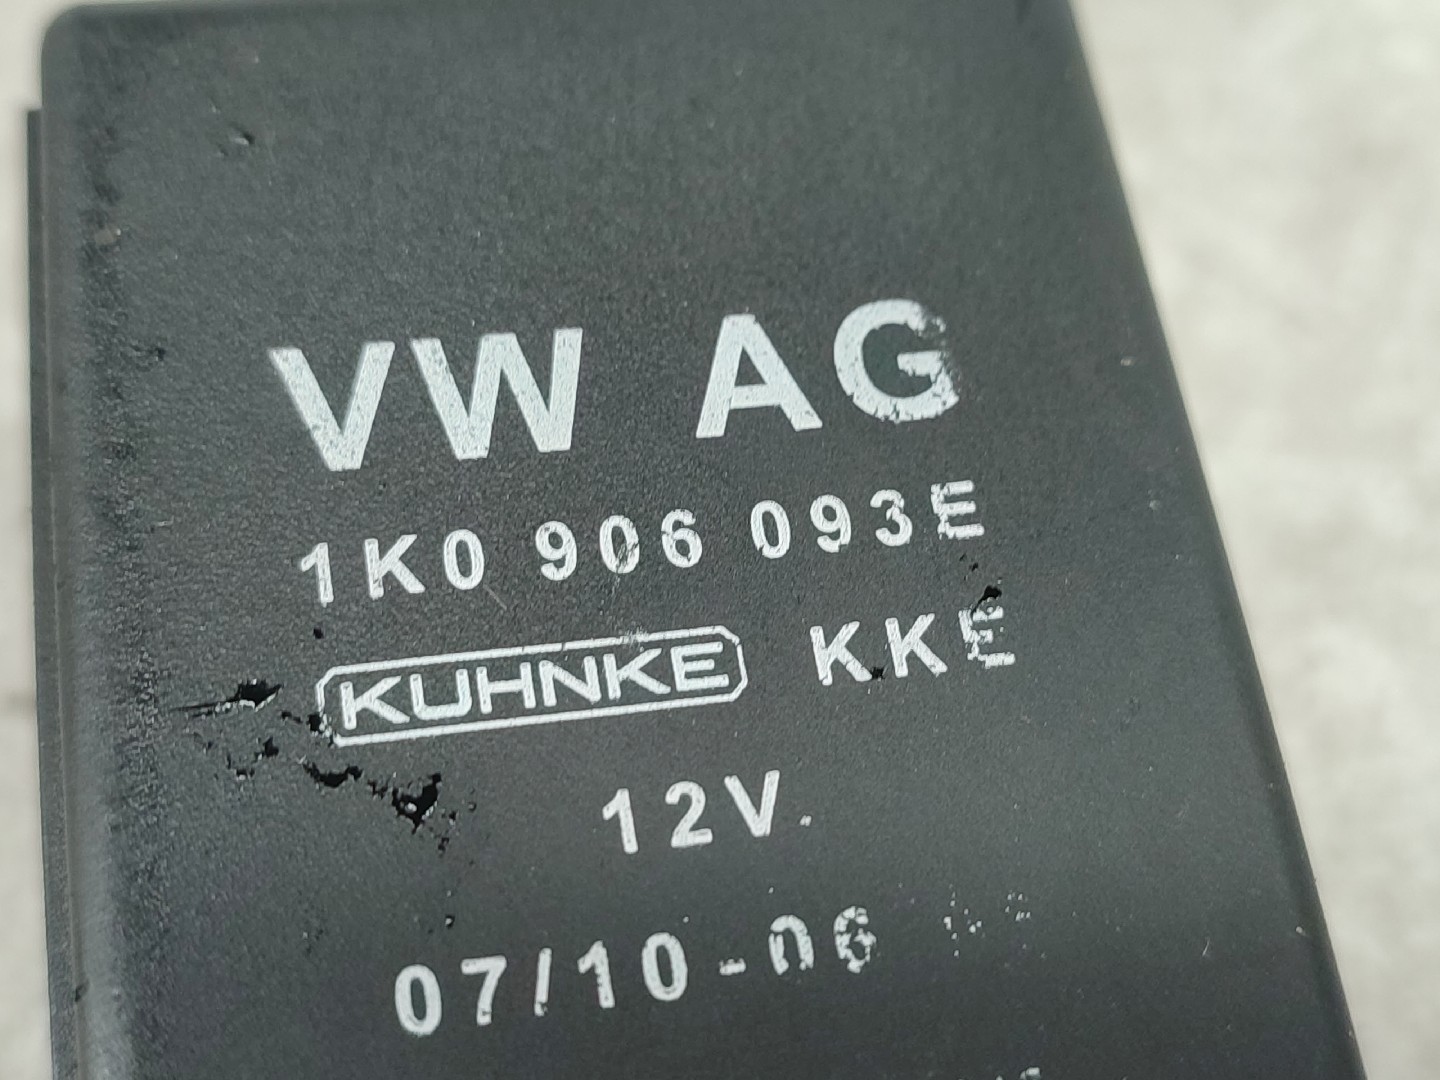 VW AG
1K0 906 093E
KUHNKE KKE
12V.
07/10-06